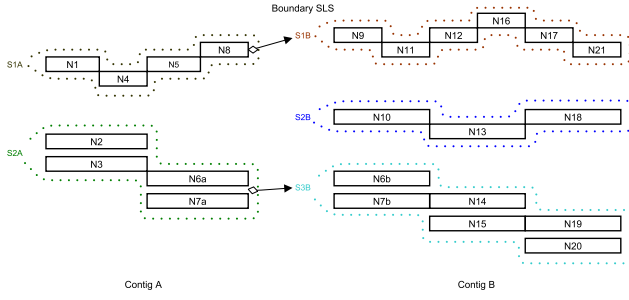 Boundary SLS
S1A
N1
N4
N5
N8
S1B
N9
N11
N12
N16
N17
N21
S2A
N2
N3
N6a
N7a
S2B
N10
N13
N18
S3B
N6b
N7b
N14
N15
N19
N20
Contig A
Contig B